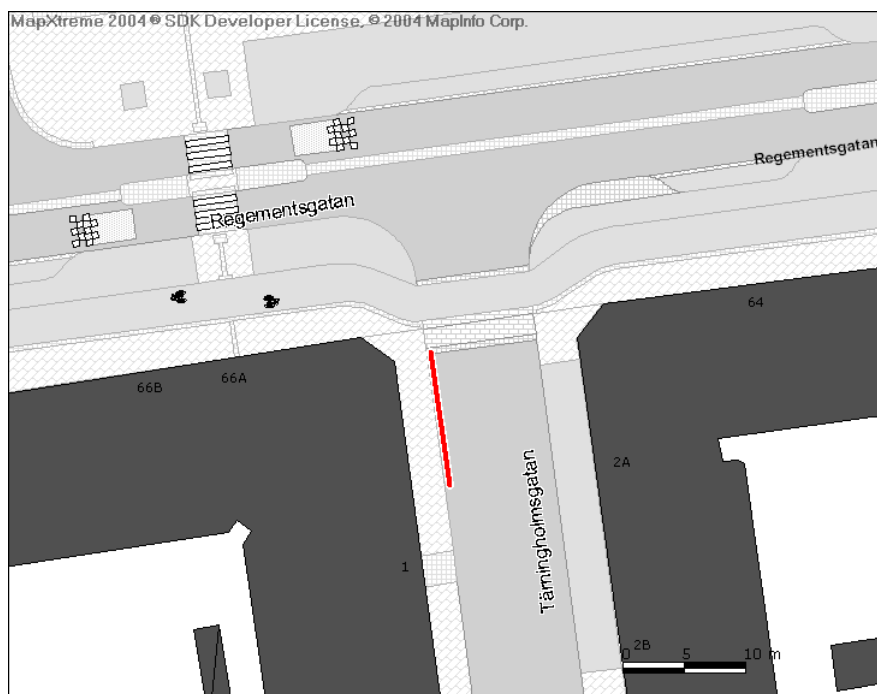 MapXtreme 2004 ® SDK Developer License, © 2004 MapInfo Corp.
Regementsgatan
Regementsgatan
64
66B
66A
2A
Tärningholmsgatan
1
2B
0 5 10 m